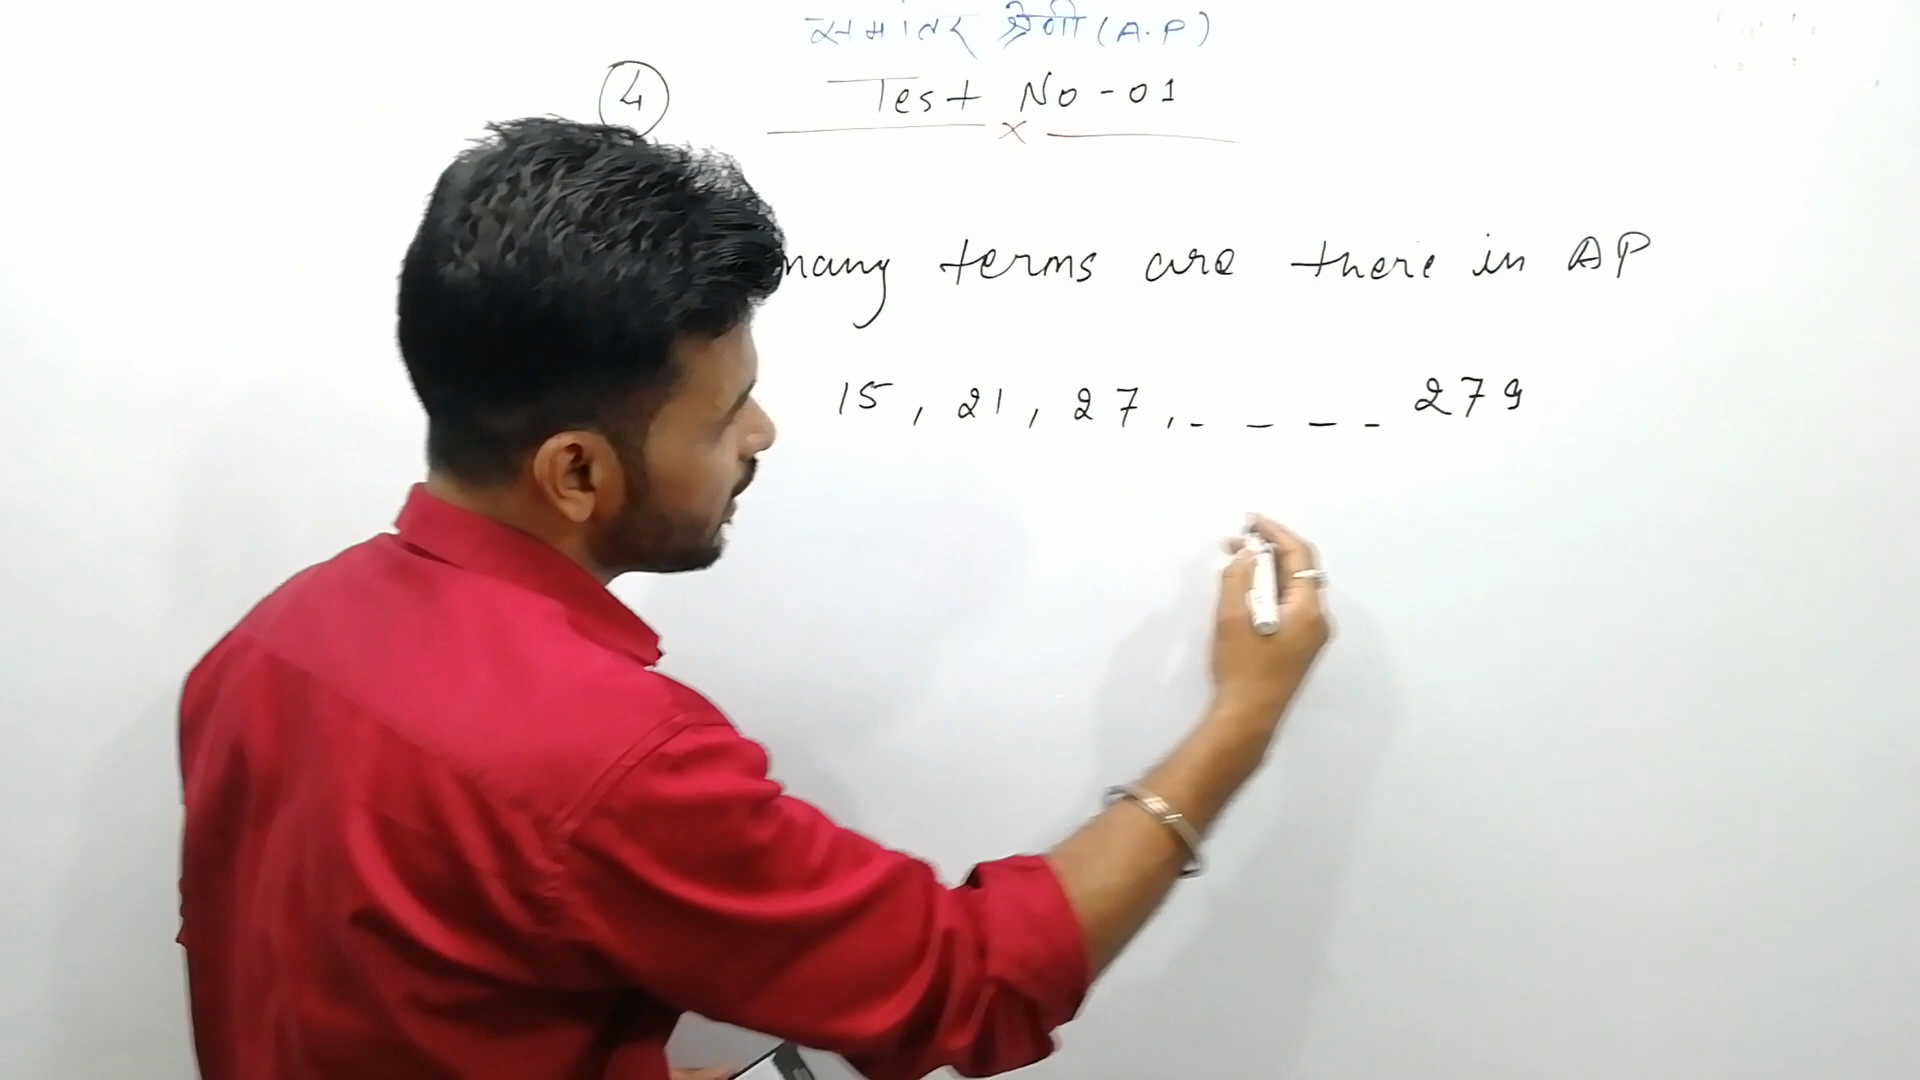 समांतर श्रेणी (A.P)
4
Test No-01
x
many terms are there in AP
15, 21, 27, - - - - 279